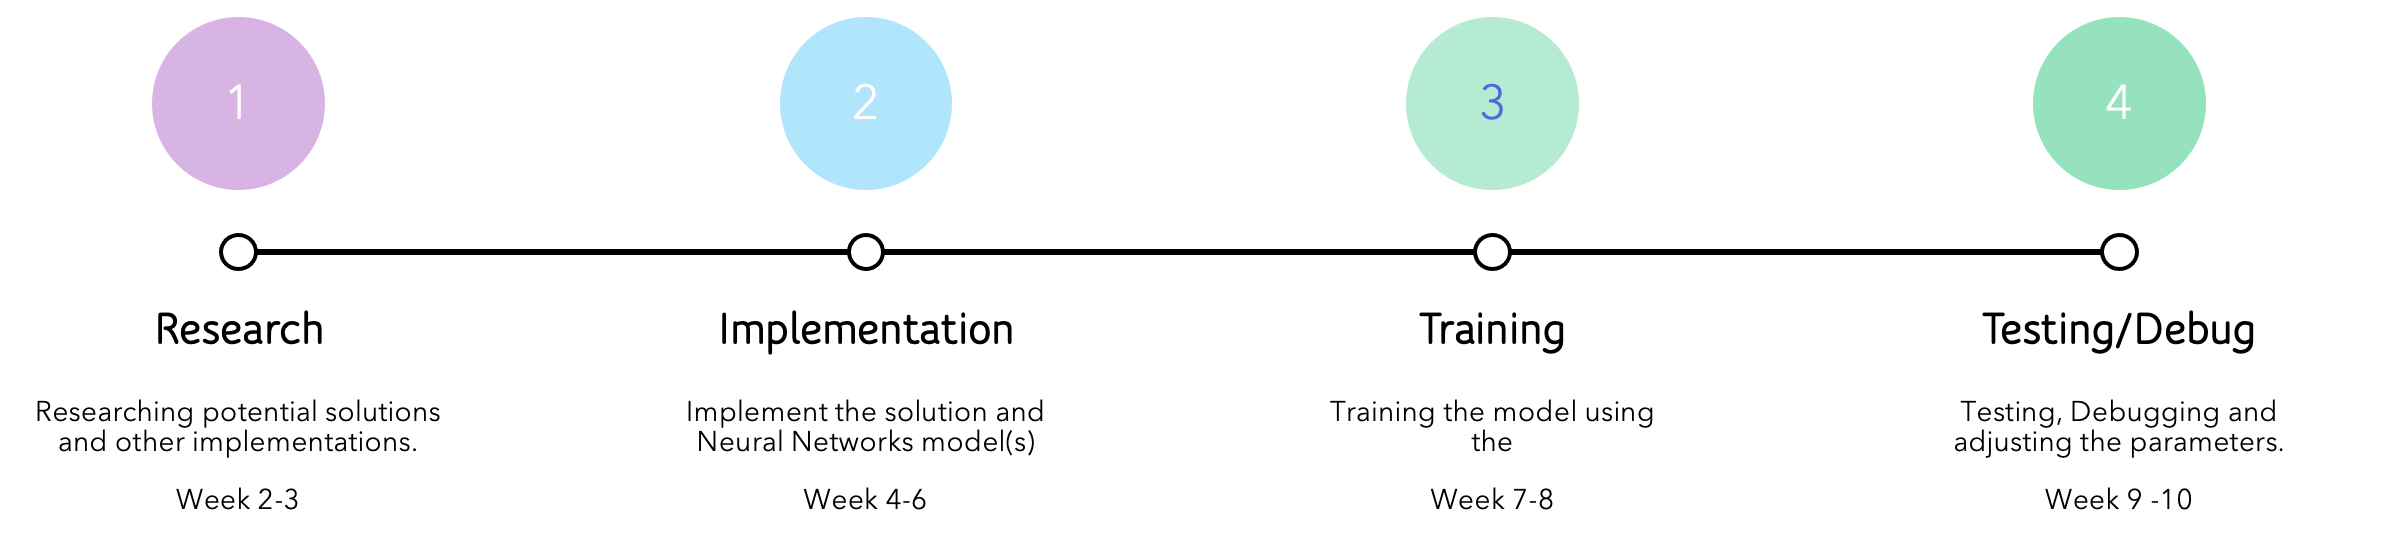 1
2
3
4
Research
Implementation
Training
Testing/Debug
Researching potential solutions
and other implementations.
Implement the solution and
Neural Networks model(s)
Training the model using
the
Testing, Debugging and
adjusting the parameters.
Week 2-3
Week 4-6
Week 7-8
Week 9 -10